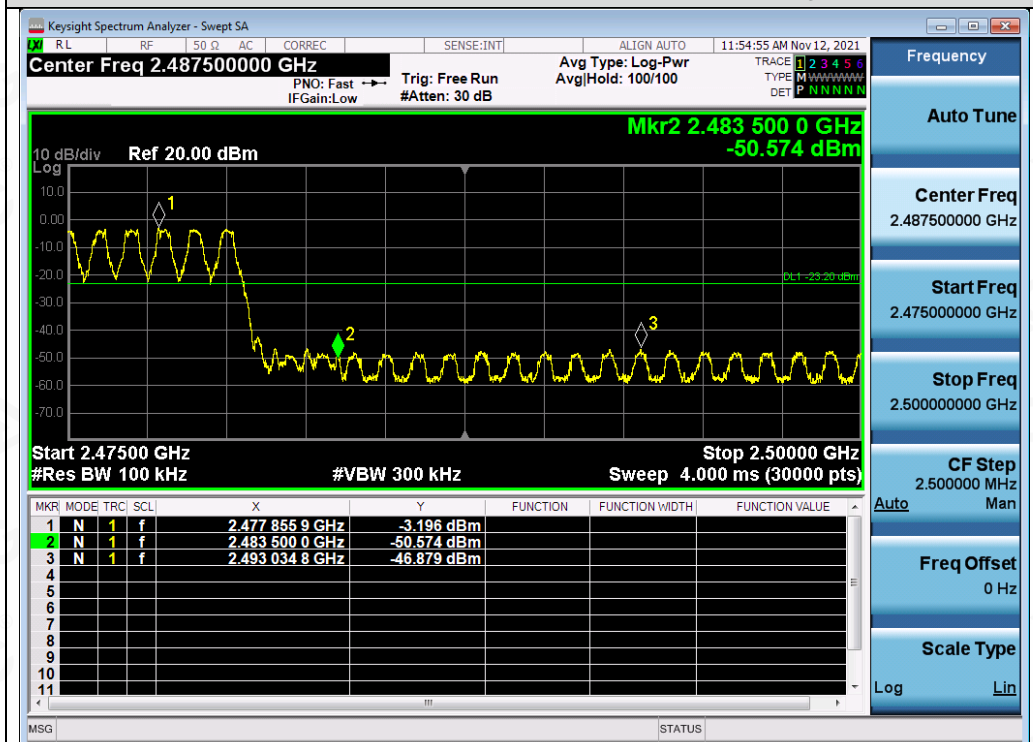 Keysight Spectrum Analyzer - Swept SA
LXI RL RF 50 Ω AC CORREC SENSE:INT ALIGN AUTO 11:54:55 AM Nov 12, 2021
Center Freq 2.487500000 GHz
PNO: Fast
IFGain:Low
Trig: Free Run
#Atten: 30 dB
Avg Type: Log-Pwr
Avg|Hold: 100/100
TRACE 1 2 3 4 5 6
TYPE M WWWWW
DET P N N N N N
Mkr2 2.483 500 0 GHz
-50.574 dBm
10 dB/div Ref 20.00 dBm
Log
10.0
0.00
-10.0
-20.0
-30.0
-40.0
-50.0
-60.0
-70.0
1
2
3
DL1 -23.20 dBm
Start 2.47500 GHz Stop 2.50000 GHz
#Res BW 100 kHz #VBW 300 kHz Sweep 4.000 ms (30000 pts)
MKR MODE TRC SCL X Y FUNCTION FUNCTION WIDTH FUNCTION VALUE
1 N 1 f 2.477 855 9 GHz -3.196 dBm
2 N 1 f 2.483 500 0 GHz -50.574 dBm
3 N 1 f 2.493 034 8 GHz -46.879 dBm
4
5
6
7
8
9
10
11
MSG STATUS
Frequency
Auto Tune
Center Freq
2.487500000 GHz
Start Freq
2.475000000 GHz
Stop Freq
2.500000000 GHz
CF Step
2.500000 MHz
Auto Man
Freq Offset
0 Hz
Scale Type
Log Lin